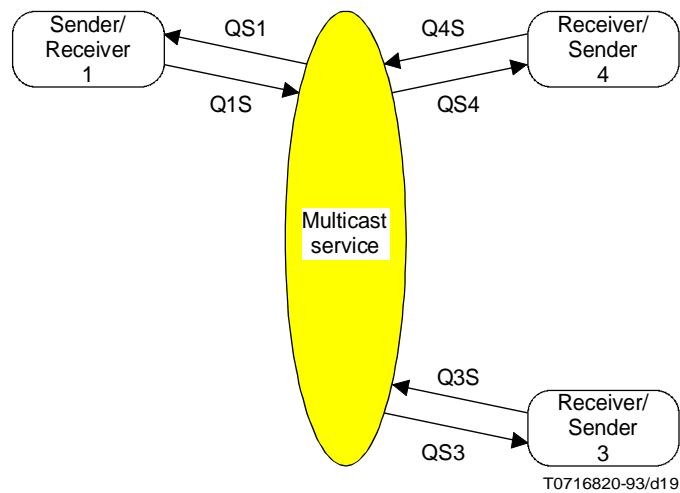 Sender/
Receiver
1
QS1
Q1S
Q4S
QS4
Receiver/
Sender
4
Multicast
service
Q3S
QS3
Receiver/
Sender
3
T0716820-93/d19